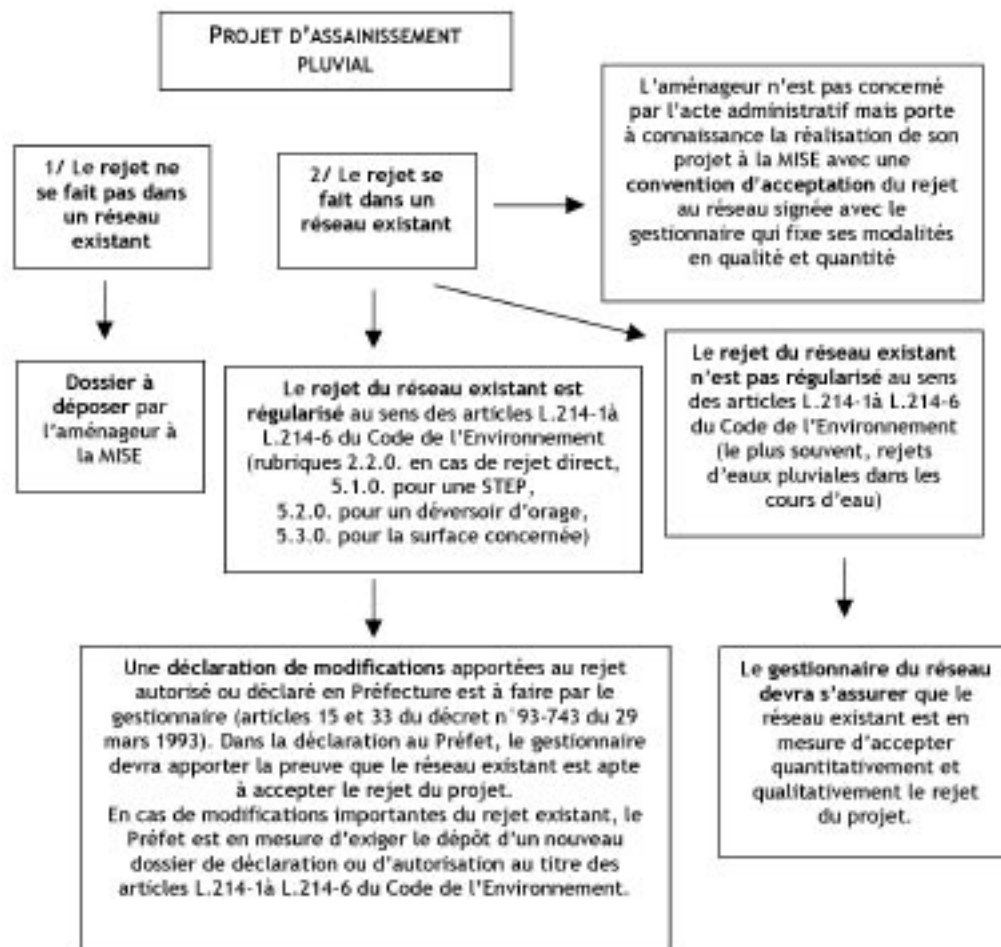 PROJET D'ASSAINISSEMENT
PLUVIAL
L'aménageur n'est pas concerné
par l'acte administratif mais porte
à connaissance la réalisation de son
projet à la MISE avec une
convention d'acceptation du rejet
au réseau signée avec le
gestionnaire qui fixe ses modalités
en qualité et quantité
1/ Le rejet ne
se fait pas dans
un réseau
existant
2/ Le rejet se
fait dans un
réseau existant
Dossier à
déposer par
l'aménageur à
la MISE
Le rejet du réseau existant est
régularisé au sens des articles L.214-1à
L.214-6 du Code de l'Environnement
(rubriques 2.2.0. en cas de rejet direct,
5.1.0. pour une STEP,
5.2.0. pour un déversoir d'orage,
5.3.0. pour la surface concernée)
Le rejet du réseau existant
n'est pas régularisé au sens
des articles L.214-1à L.214-6
du Code de l'Environnement
(le plus souvent, rejets
d'eaux pluviales dans les
cours d'eau)
Une déclaration de modifications apportées au rejet
autorisé ou déclaré en Préfecture est à faire par le
gestionnaire (articles 15 et 33 du décret n°93-743 du 29
mars 1993). Dans la déclaration au Préfet, le gestionnaire
devra apporter la preuve que le réseau existant est apte
à accepter le rejet du projet.
En cas de modifications importantes du rejet existant, le
Préfet est en mesure d'exiger le dépôt d'un nouveau
dossier de déclaration ou d'autorisation au titre des
articles L.214-1à L.214-6 du Code de l'Environnement.
Le gestionnaire du réseau
devra s'assurer que le
réseau existant est en
mesure d'accepter
quantitativement et
qualitativement le rejet
du projet.